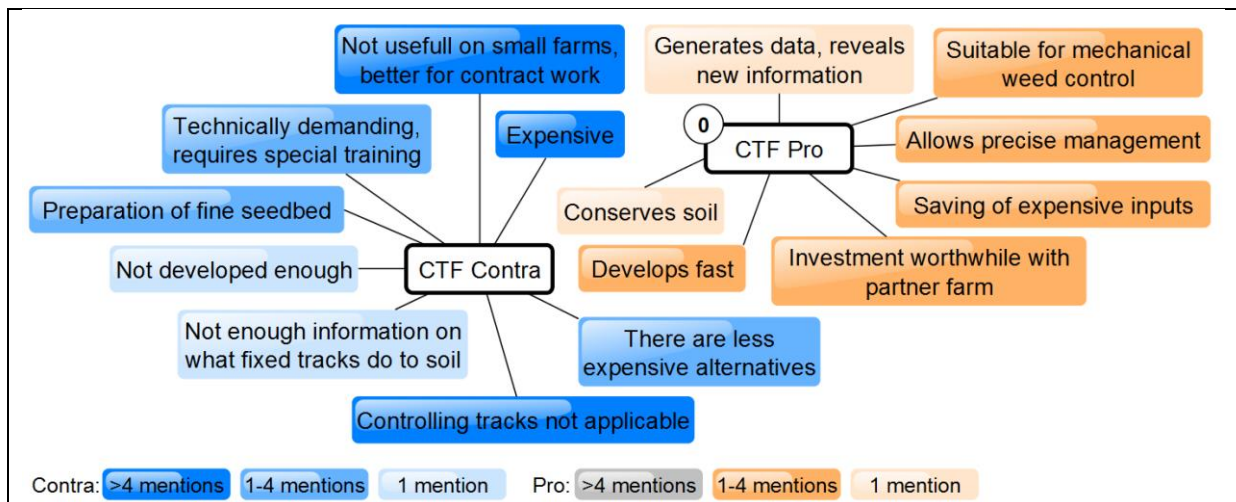 Not usefull on small farms,
better for contract work
Generates data, reveals
new information
Suitable for mechanical
weed control
Technically demanding,
requires special training
Expensive
0
CTF Pro
Allows precise management
Preparation of fine seedbed
Conserves soil
Saving of expensive inputs
Not developed enough
CTF Contra
Develops fast
Investment worthwhile with
partner farm
Not enough information on
what fixed tracks do to soil
There are less
expensive alternatives
Controlling tracks not applicable
Contra: >4 mentions 1-4 mentions 1 mention Pro: >4 mentions 1-4 mentions 1 mention